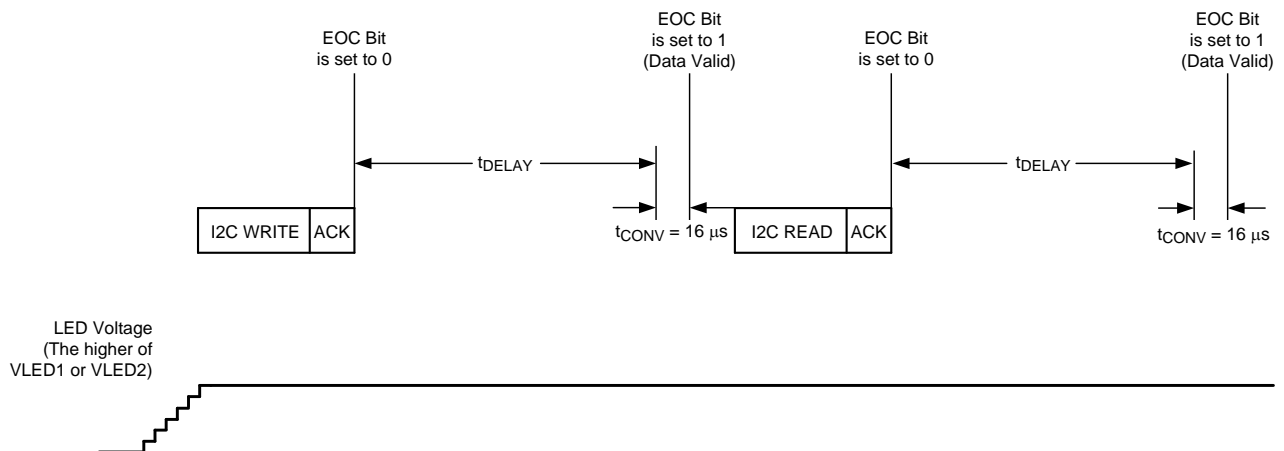 EOC Bit
is set to 0
EOC Bit
is set to 1
(Data Valid)
EOC Bit
is set to 0
EOC Bit
is set to 1
(Data Valid)
tDELAY
tDELAY
I2C WRITE ACK
tCONV = 16 μs
I2C READ ACK
tCONV = 16 μs
LED Voltage
(The higher of
VLED1 or VLED2)